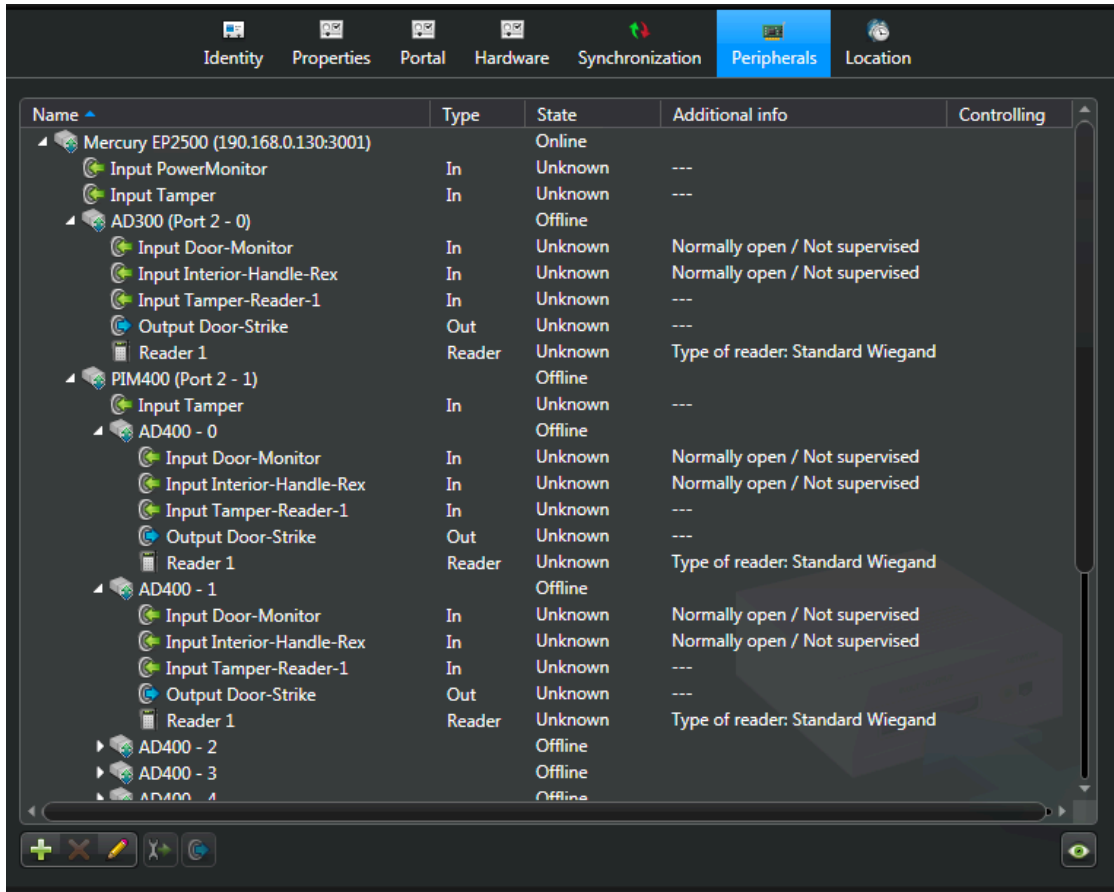 Identity Properties Portal Hardware Synchronization Peripherals Location
Name Type State Additional info Controlling
Mercury EP2500 (190.168.0.130:3001) Online
Input PowerMonitor In Unknown ---
Input Tamper In Unknown ---
AD300 (Port 2 - 0) Offline
Input Door-Monitor In Unknown Normally open / Not supervised
Input Interior-Handle-Rex In Unknown Normally open / Not supervised
Input Tamper-Reader-1 In Unknown ---
Output Door-Strike Out Unknown ---
Reader 1 Reader Unknown Type of reader: Standard Wiegand
PIM400 (Port 2 - 1) Offline
Input Tamper In Unknown ---
AD400 - 0 Offline
Input Door-Monitor In Unknown Normally open / Not supervised
Input Interior-Handle-Rex In Unknown Normally open / Not supervised
Input Tamper-Reader-1 In Unknown ---
Output Door-Strike Out Unknown ---
Reader 1 Reader Unknown Type of reader: Standard Wiegand
AD400 - 1 Offline
Input Door-Monitor In Unknown Normally open / Not supervised
Input Interior-Handle-Rex In Unknown Normally open / Not supervised
Input Tamper-Reader-1 In Unknown ---
Output Door-Strike Out Unknown ---
Reader 1 Reader Unknown Type of reader: Standard Wiegand
AD400 - 2 Offline
AD400 - 3 Offline
AD400 - 4 Offline